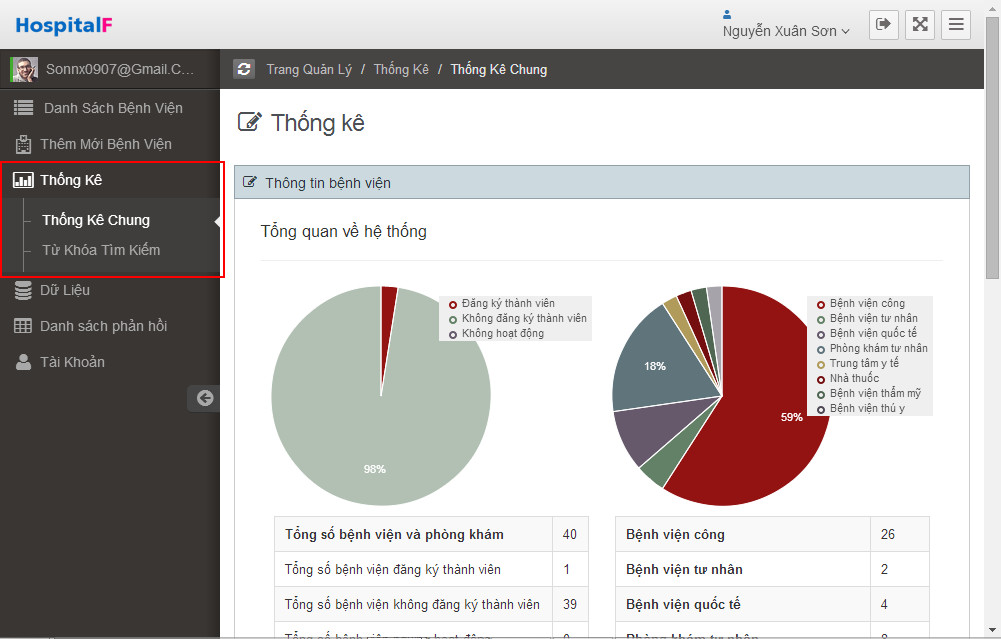 HospitalF
Nguyễn Xuân Sơn
Sonnx0907@Gmail.C...
Trang Quản Lý / Thống Kê / Thống Kê Chung
Danh Sách Bệnh Viện
Thêm Mới Bệnh Viện
Thống Kê
Thống Kê Chung
Từ Khóa Tìm Kiếm
Dữ Liệu
Danh sách phản hồi
Tài Khoản
Thống kê
Thông tin bệnh viện
Tổng quan về hệ thống
Đăng ký thành viên
Không đăng ký thành viên
Không hoạt động
98%
Bệnh viện công
Bệnh viện tư nhân
Bệnh viện quốc tế
Phòng khám tư nhân
Trung tâm y tế
Nhà thuốc
Bệnh viện thẩm mỹ
Bệnh viện thú y
18%
59%
Tổng số bệnh viện và phòng khám 40
Tổng số bệnh viện đăng ký thành viên 1
Tổng số bệnh viện không đăng ký thành viên 39
Bệnh viện công 26
Bệnh viện tư nhân 2
Bệnh viện quốc tế 4
Phòng khám tư nhân 8